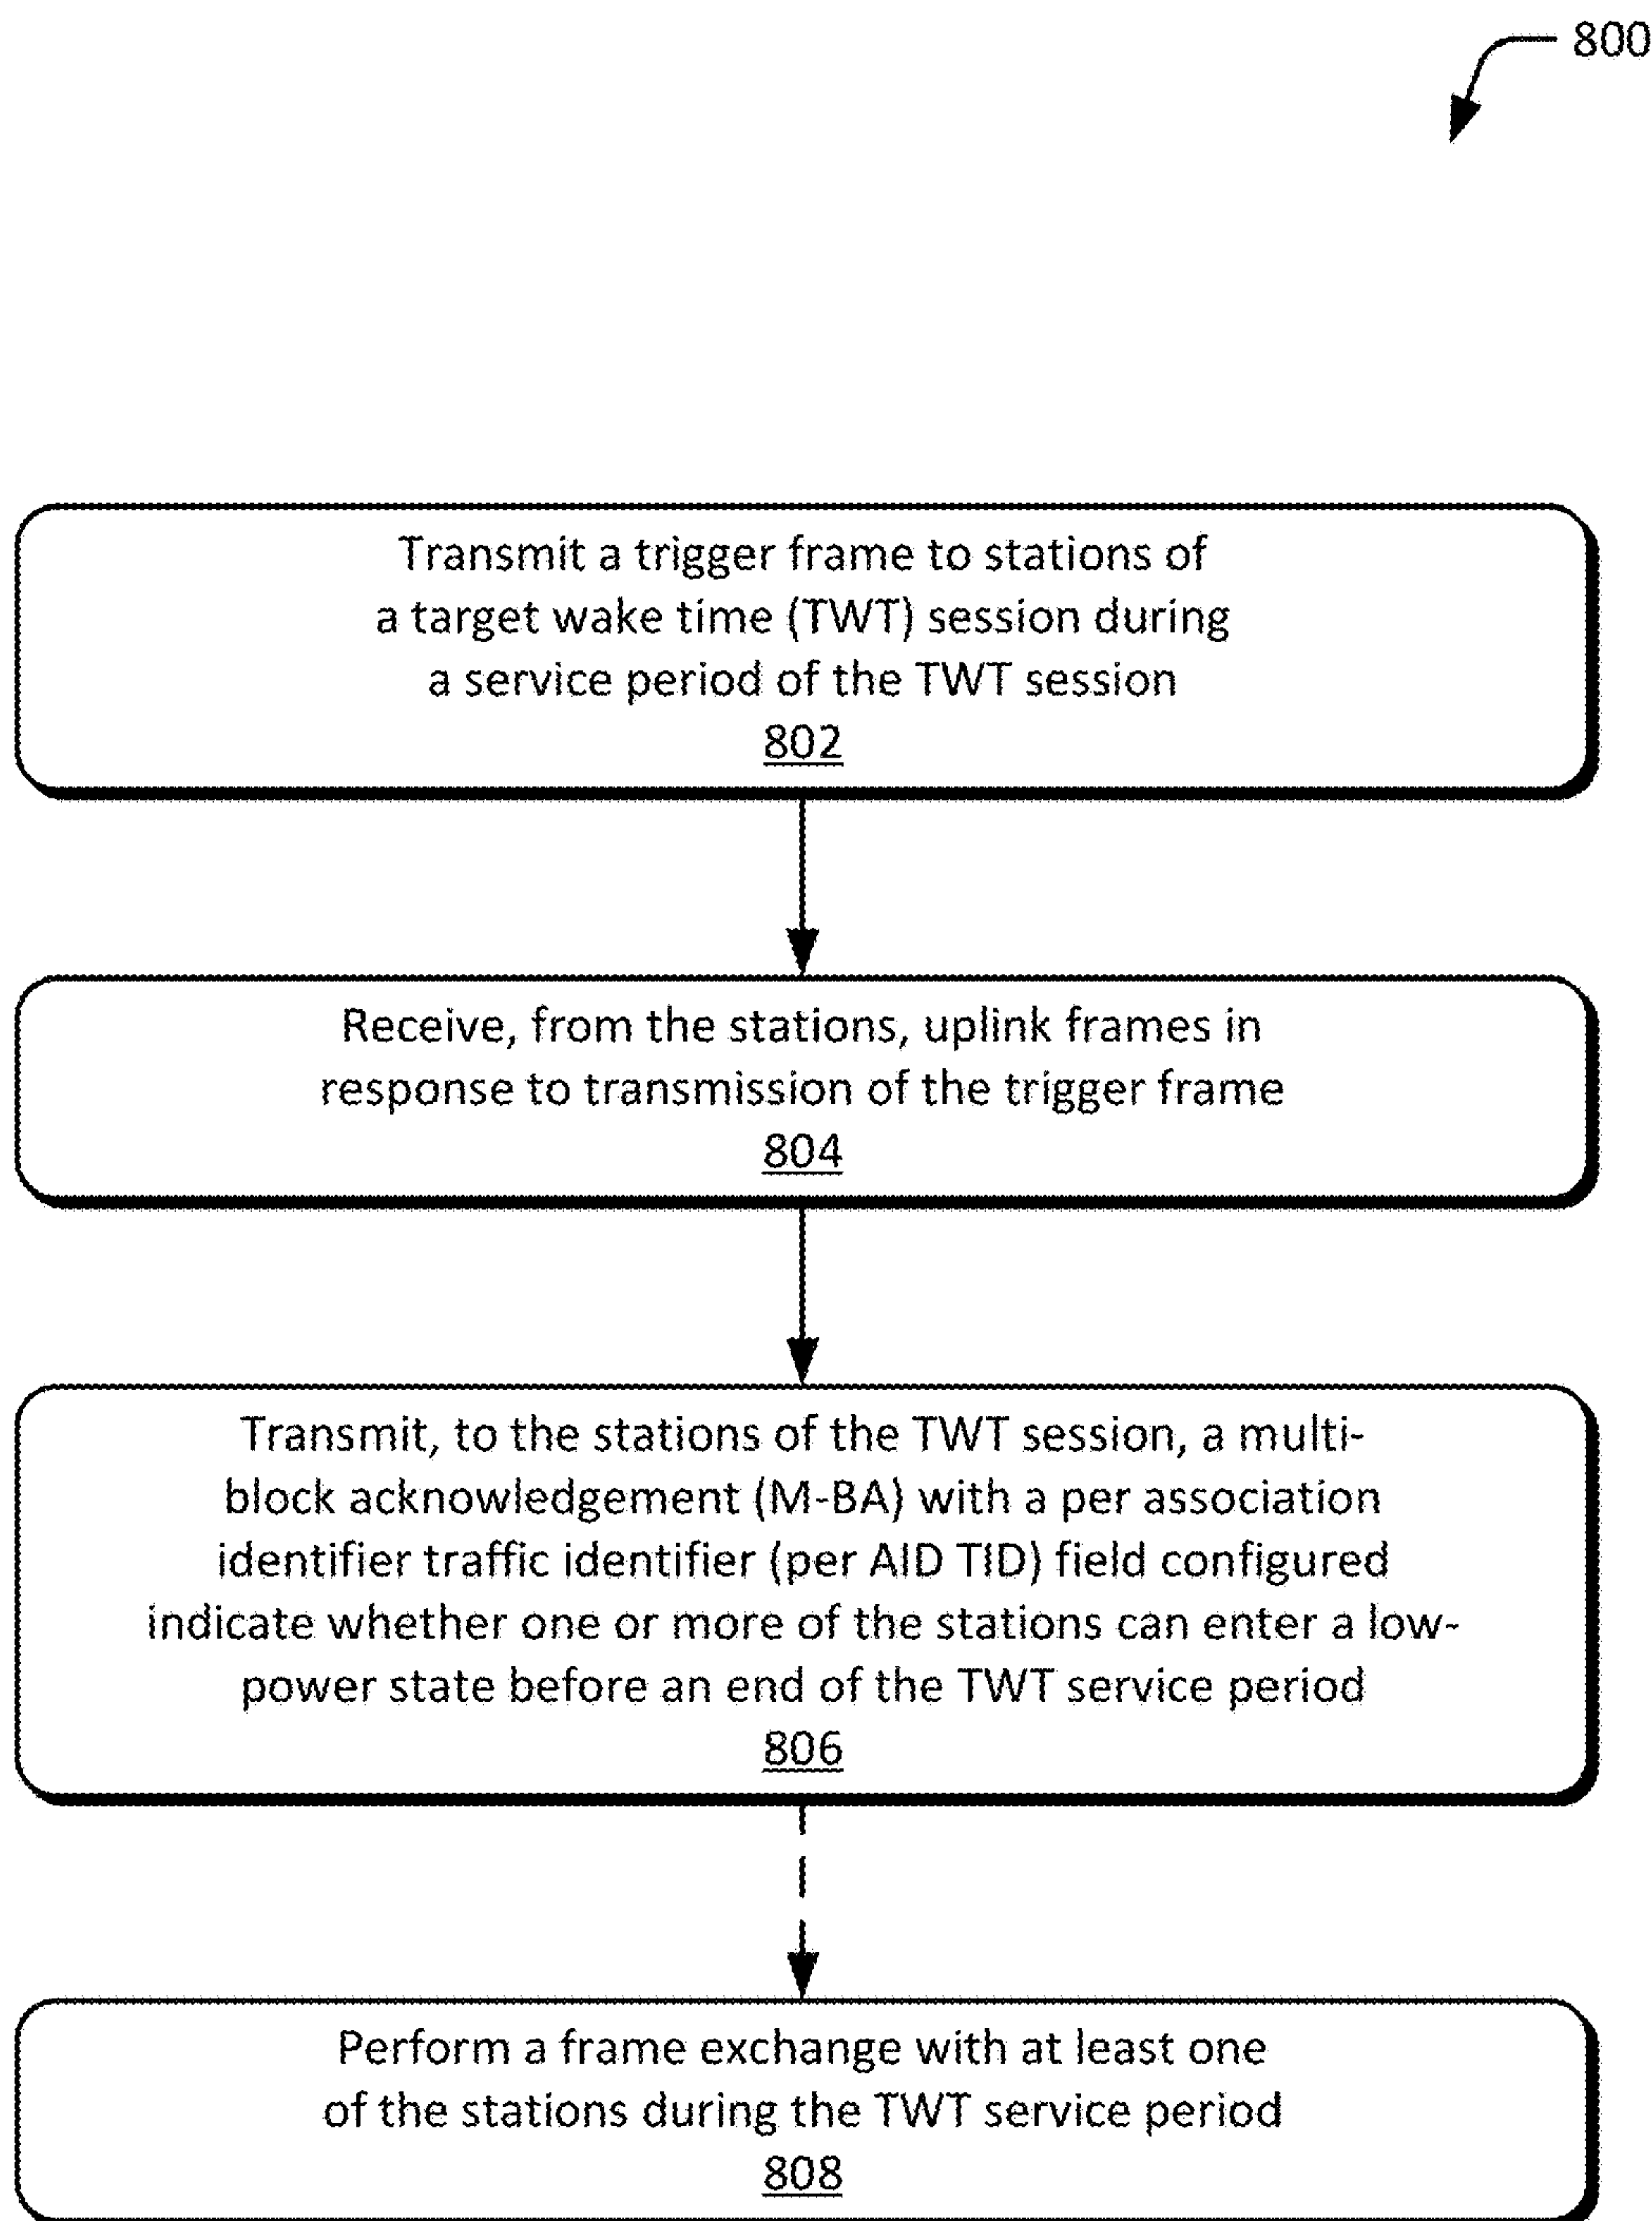 800
Transmit a trigger frame to stations of
a target wake time (TWT) session during
a service period of the TWT session
802
Receive, from the stations, uplink frames in
response to transmission of the trigger frame
804
Transmit, to the stations of the TWT session, a multi-
block acknowledgement (M-BA) with a per association
identifier traffic identifier (per AID TID) field configured
indicate whether one or more of the stations can enter a low-
power state before an end of the TWT service period
806
Perform a frame exchange with at least one
of the stations during the TWT service period
808